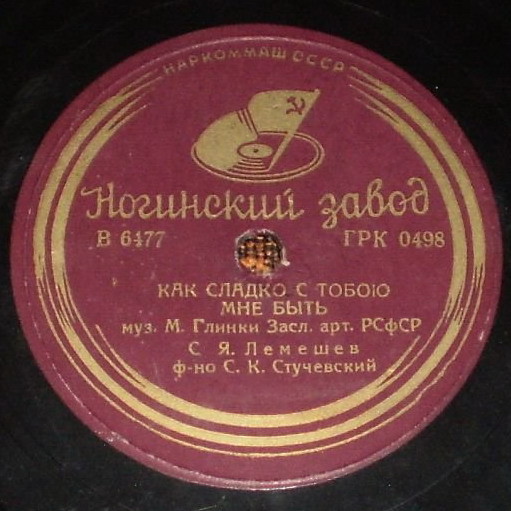 НАРКОММАШ СССР
Ногинский завод
В 6477 ГРК 0498
КАК СЛАДКО С ТОБОЮ
МНЕ БЫТЬ
муз. М. Глинки Засл. арт. РСфСР
С Я. Лемешев
ф-но С. К. Стучевский